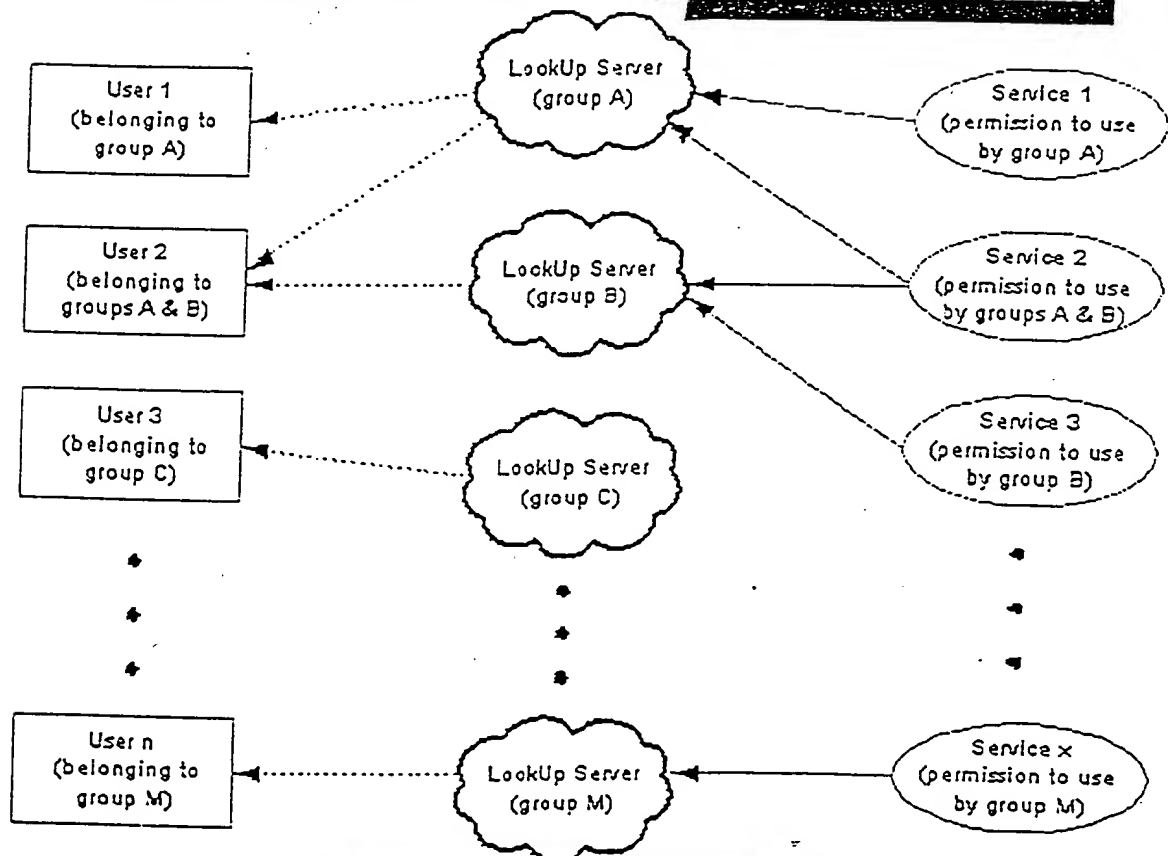 User 1
(belonging to
group A)
LookUp Server
(group A)
Service 1
(permission to use
by group A)
User 2
(belonging to
groups A & B)
LookUp Server
(group B)
Service 2
(permission to use
by groups A & B)
User 3
(belonging to
group C)
LookUp Server
(group C)
Service 3
(permission to use
by group B)
User n
(belonging to
group M)
LookUp Server
(group M)
Service x
(permission to use
by group M)